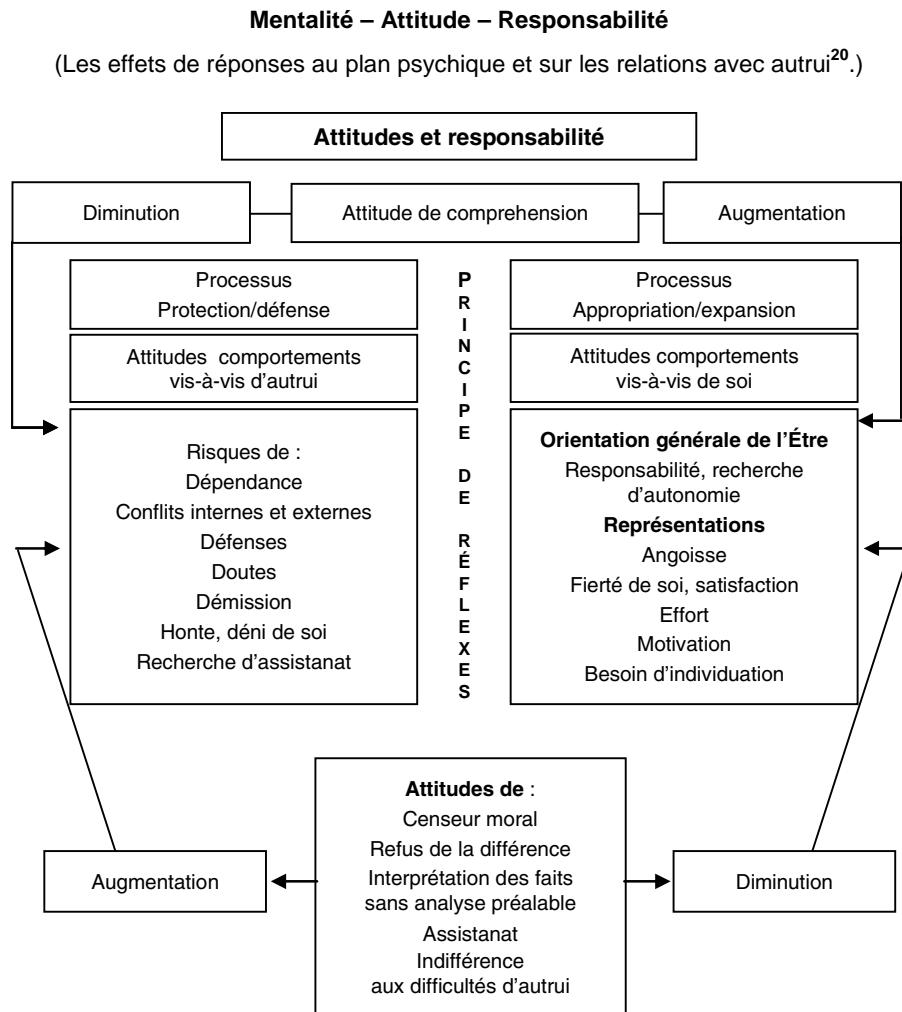 Mentalité – Attitude – Responsabilité
(Les effets de réponses au plan psychique et sur les relations avec autrui20.)
Attitudes et responsabilité
Diminution
Attitude de comprehension
Augmentation
Processus
Protection/défense
Attitudes comportements
vis-à-vis d’autrui
Risques de :
Dépendance
Conflits internes et externes
Défenses
Doutes
Démission
Honte, déni de soi
Recherche d’assistanat
PRINCIPE DE RÉFLEXES
Processus
Appropriation/expansion
Attitudes comportements
vis-à-vis de soi
Orientation générale de l’Étre
Responsabilité, recherche
d’autonomie
Représentations
Angoisse
Fierté de soi, satisfaction
Effort
Motivation
Besoin d’individuation
Augmentation
Attitudes de :
Censeur moral
Refus de la différence
Interprétation des faits
sans analyse préalable
Assistanat
Indifférence
aux difficultés d’autrui
Diminution